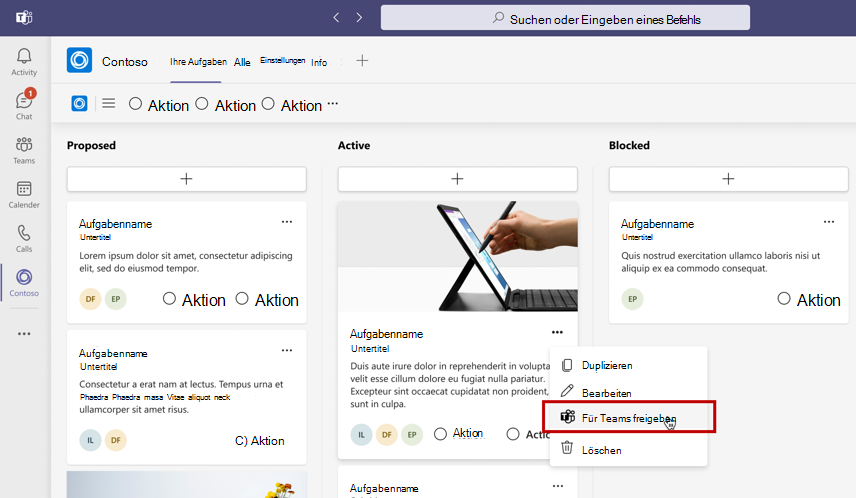 Suchen oder Eingeben eines Befehls
Activity
1
Chat
Teams
Calender
Calls
Contoso
Contoso
Ihre Aufgaben Alle Einstellungen Info
Aktion Aktion Aktion
Proposed
Aufgabenname
Untertitel
Lorem ipsum dolor sit amet, consectetur adipiscing
elit, sed do eiusmod tempor.
DF EP Aktion Aktion
Aufgabenname
Untertitel
Consectetur a erat nam at lectus. Tempus urna et
Phaedra Phaedra masa Vitae aliquot neck
ullamcorper sit amet risus.
IL DF C) Aktion
Active
Aufgabenname
Untertitel
Duis aute irure dolor in reprehenderit in volupta
velit esse cillum dolore eu fugiat nulla pariatur.
Excepteur sint occaecat cupidatat non proident,
sunt in culpa.
IL DF EP Aktion
Aufgabenname
Duplizieren
Bearbeiten
Für Teams freigeben
Löschen
Blocked
Aufgabenname
Untertitel
Quis nostrud exercitation ullamco laboris nisi ut
aliquip ex ea commodo consequat.
EP Aktion